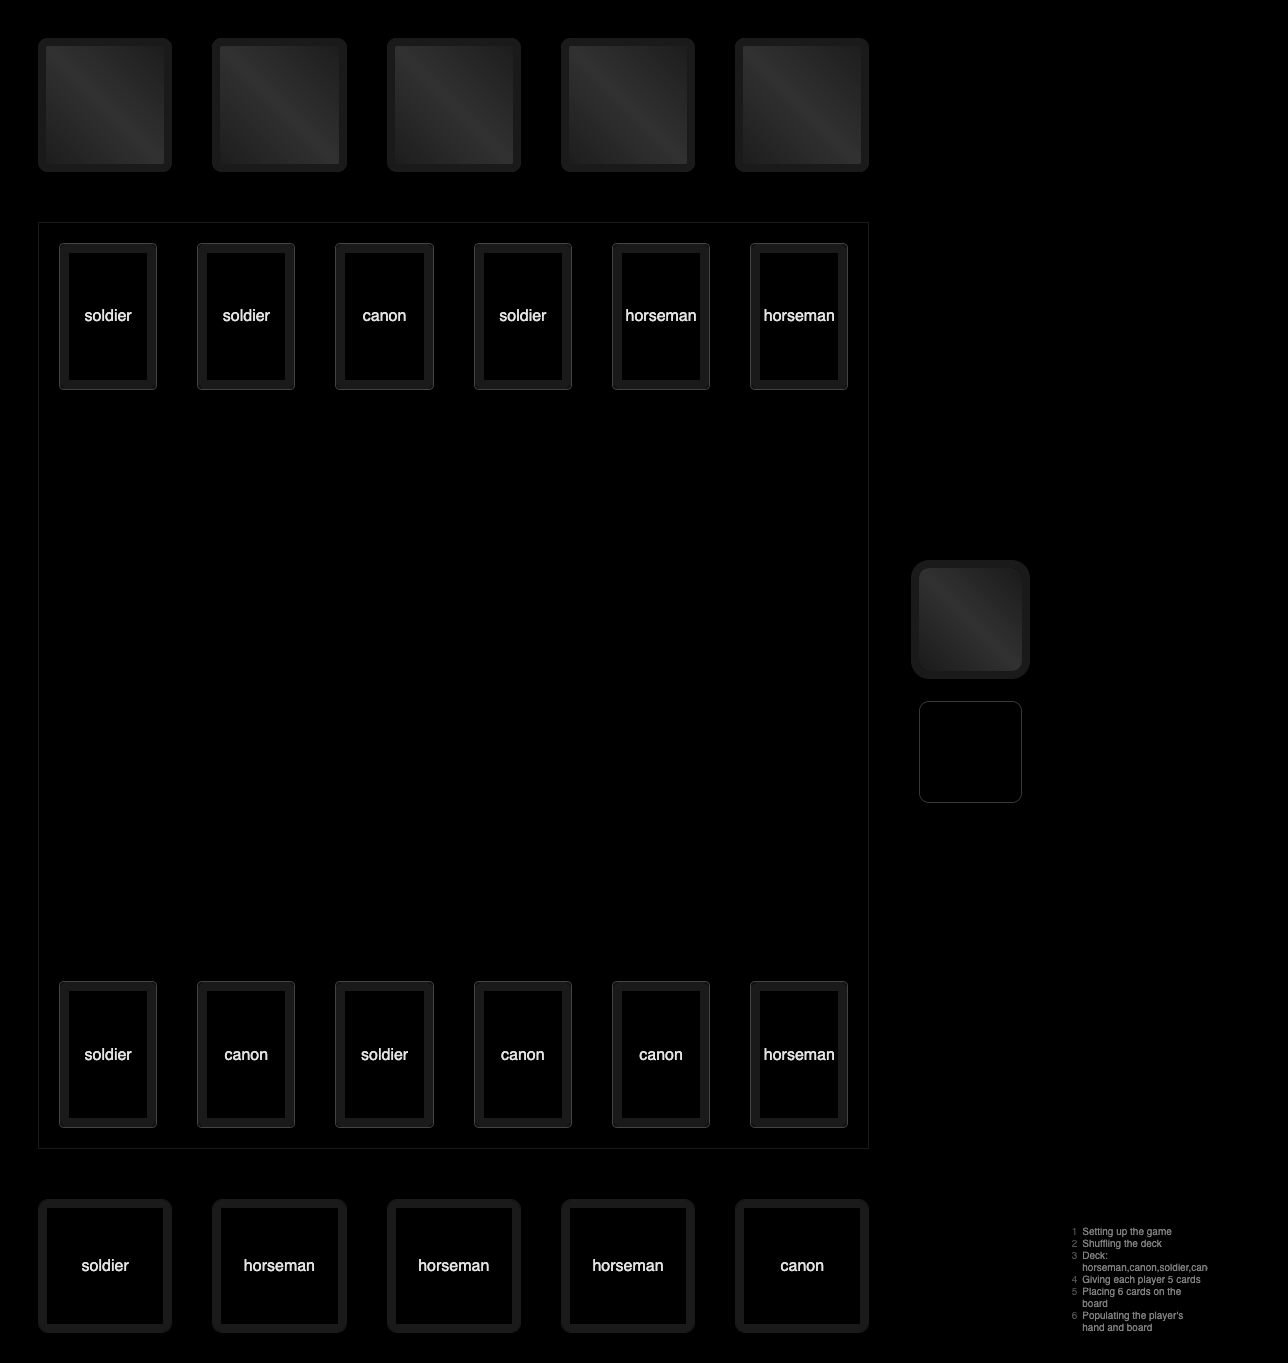 soldier soldier canon soldier horseman horseman
soldier canon soldier canon canon horseman
soldier horseman horseman horseman canon
1 Setting up the game
2 Shuffling the deck
3 Deck:
horseman,canon,soldier,can
4 Giving each player 5 cards
5 Placing 6 cards on the
board
6 Populating the player's
hand and board